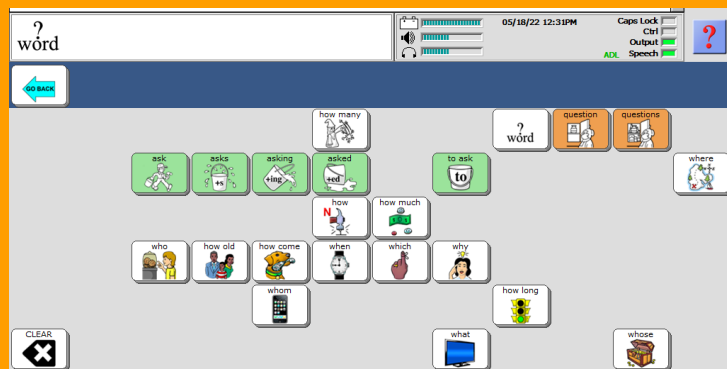 ?
word
05/18/22 12:31PM
Caps Lock
Ctrl
Output
ADL Speech
?
GO BACK
how many
?
word
question
questions
ask
asks
+s
asking
+ing
asked
+ed
to ask
to
where
how
N
how much
who
how old
how come
when
which
why
whom
how long
CLEAR
what
whose